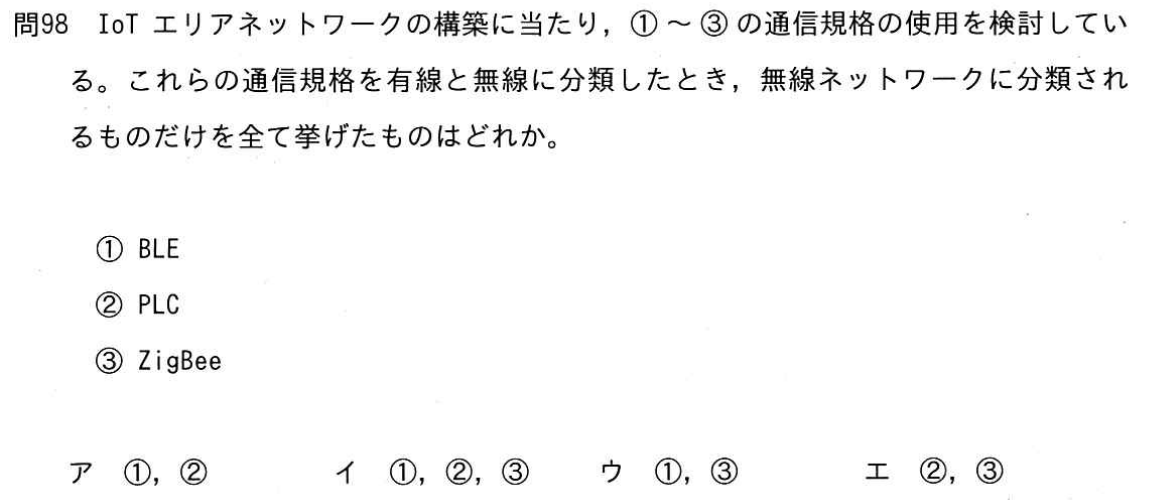 問98 IoT エリアネットワークの構築に当たり，①～③の通信規格の使用を検討してい
る。これらの通信規格を有線と無線に分類したとき，無線ネットワークに分類され
るものだけを全て挙げたものはどれか。
① BLE
② PLC
③ ZigBee
ア ①，② イ ①，②，③ ウ ①，③ エ ②，③